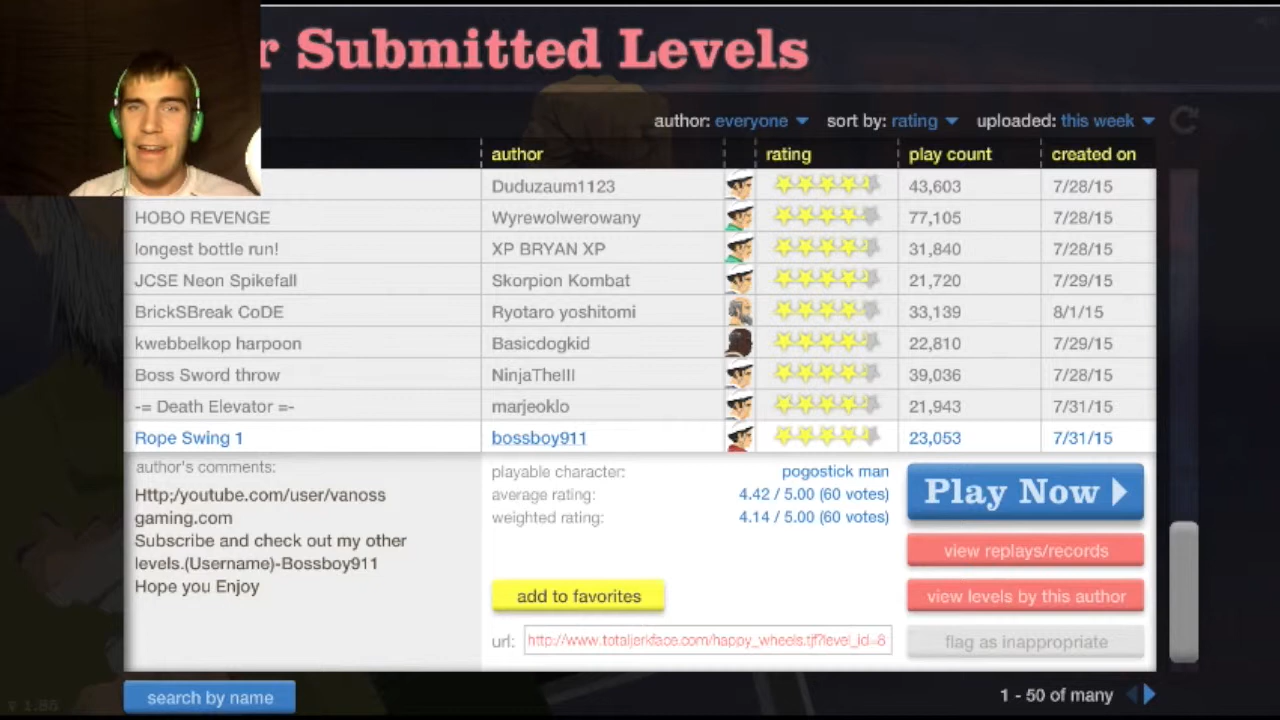 r Submitted Levels
author: everyone sort by: rating uploaded: this week
author rating play count created on
Duduzaum1123 43,603 7/28/15
HOBO REVENGE Wyrewolwerowany 77,105 7/28/15
longest bottle run! XP BRYAN XP 31,840 7/28/15
JCSE Neon Spikefall Skorpion Kombat 21,720 7/29/15
BrickSBreak CoDE Ryotaro yoshitomi 33,139 8/1/15
kwebbelkop harpoon Basicdogkid 22,810 7/29/15
Boss Sword throw NinjaTheIII 39,036 7/28/15
-= Death Elevator =- marjeoklo 21,943 7/31/15
Rope Swing 1 bossboy911 23,053 7/31/15
author's comments:
Http;/youtube.com/user/vanoss
gaming.com
Subscribe and check out my other
levels.(Username)-Bossboy911
Hope you Enjoy
playable character: pogostick man
average rating: 4.42 / 5.00 (60 votes)
weighted rating: 4.14 / 5.00 (60 votes)
add to favorites
url: http://www.totaljerkface.com/happy_wheels.tjf?level_id=8
Play Now
view replays/records
view levels by this author
flag as inappropriate
search by name
1 - 50 of many
v 1.85